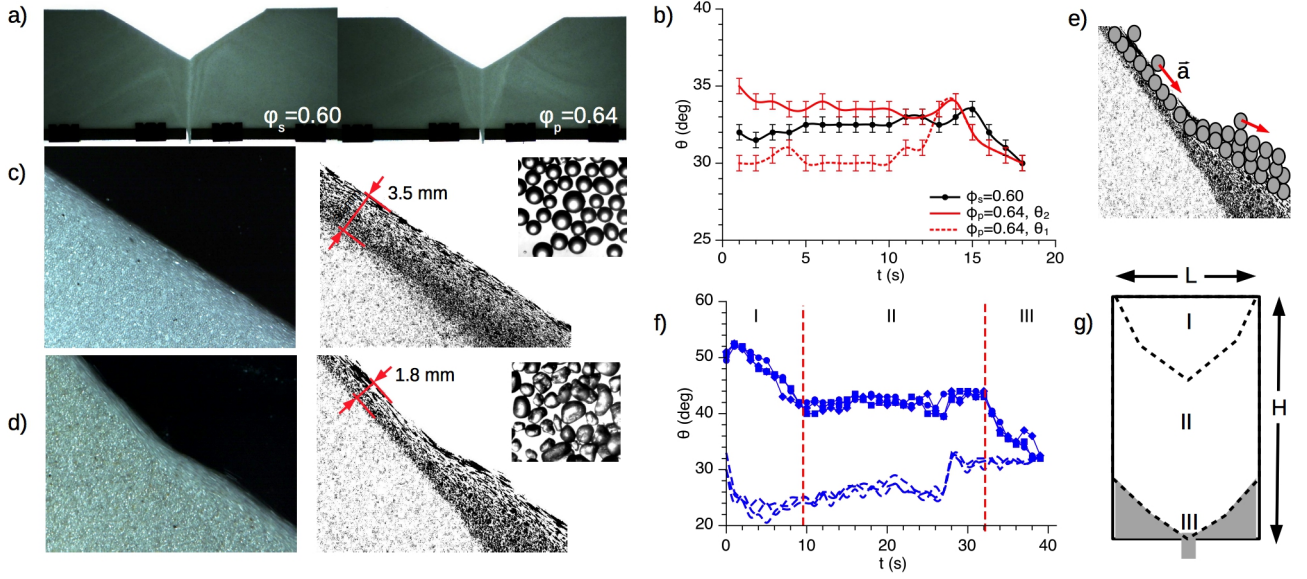 a)
φs=0.60
φp=0.64
b)
θ (deg)
40
35
30
25
ϕs=0.60
ϕp=0.64, θ2
ϕp=0.64, θ1
0
5
10
15
20
t (s)
e)
a⃗
c)
3.5 mm
d)
1.8 mm
f)
θ (deg)
60
50
40
30
20
I
II
III
0
10
20
30
40
t (s)
g)
L
I
II
III
H